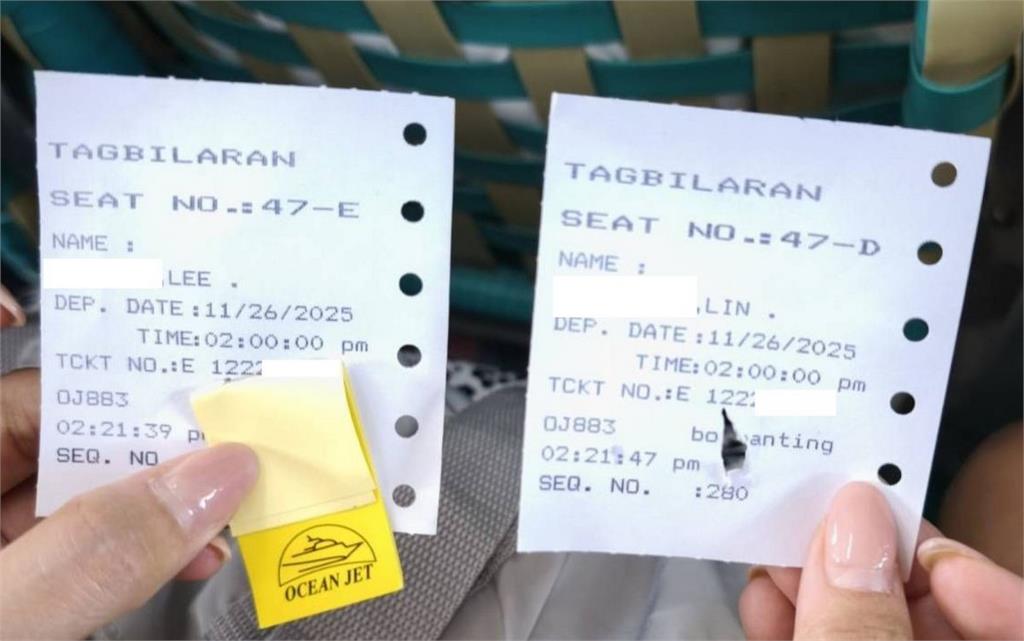 TAGBILARAN
SEAT NO.:47-E
NAME :
,LEE .
DEP. DATE:11/26/2025
TIME:02:00:00 pm
TCKT NO.:E 1222
OJ883
02:21:39
SEQ. NO
OCEAN JET
TAGBILARAN
SEAT NO.:47-D
NAME :
,LIN .
DEP. DATE:11/26/2025
TIME:02:00:00 pm
TCKT NO.:E 1222
OJ883
02:21:47 pm
SEQ. NO. :280